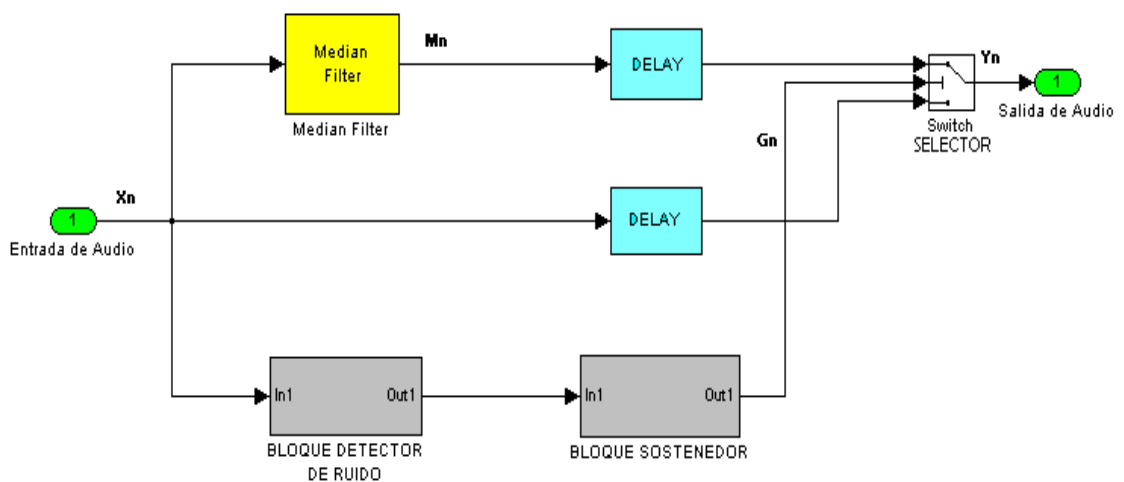 Median
Filter
Median Filter
Mn
DELAY
Yn
1
Salida de Audio
Switch
SELECTOR
Gn
Xn
1
Entrada de Audio
DELAY
In1
Out1
BLOQUE DETECTOR
DE RUIDO
In1
Out1
BLOQUE SOSTENEDOR